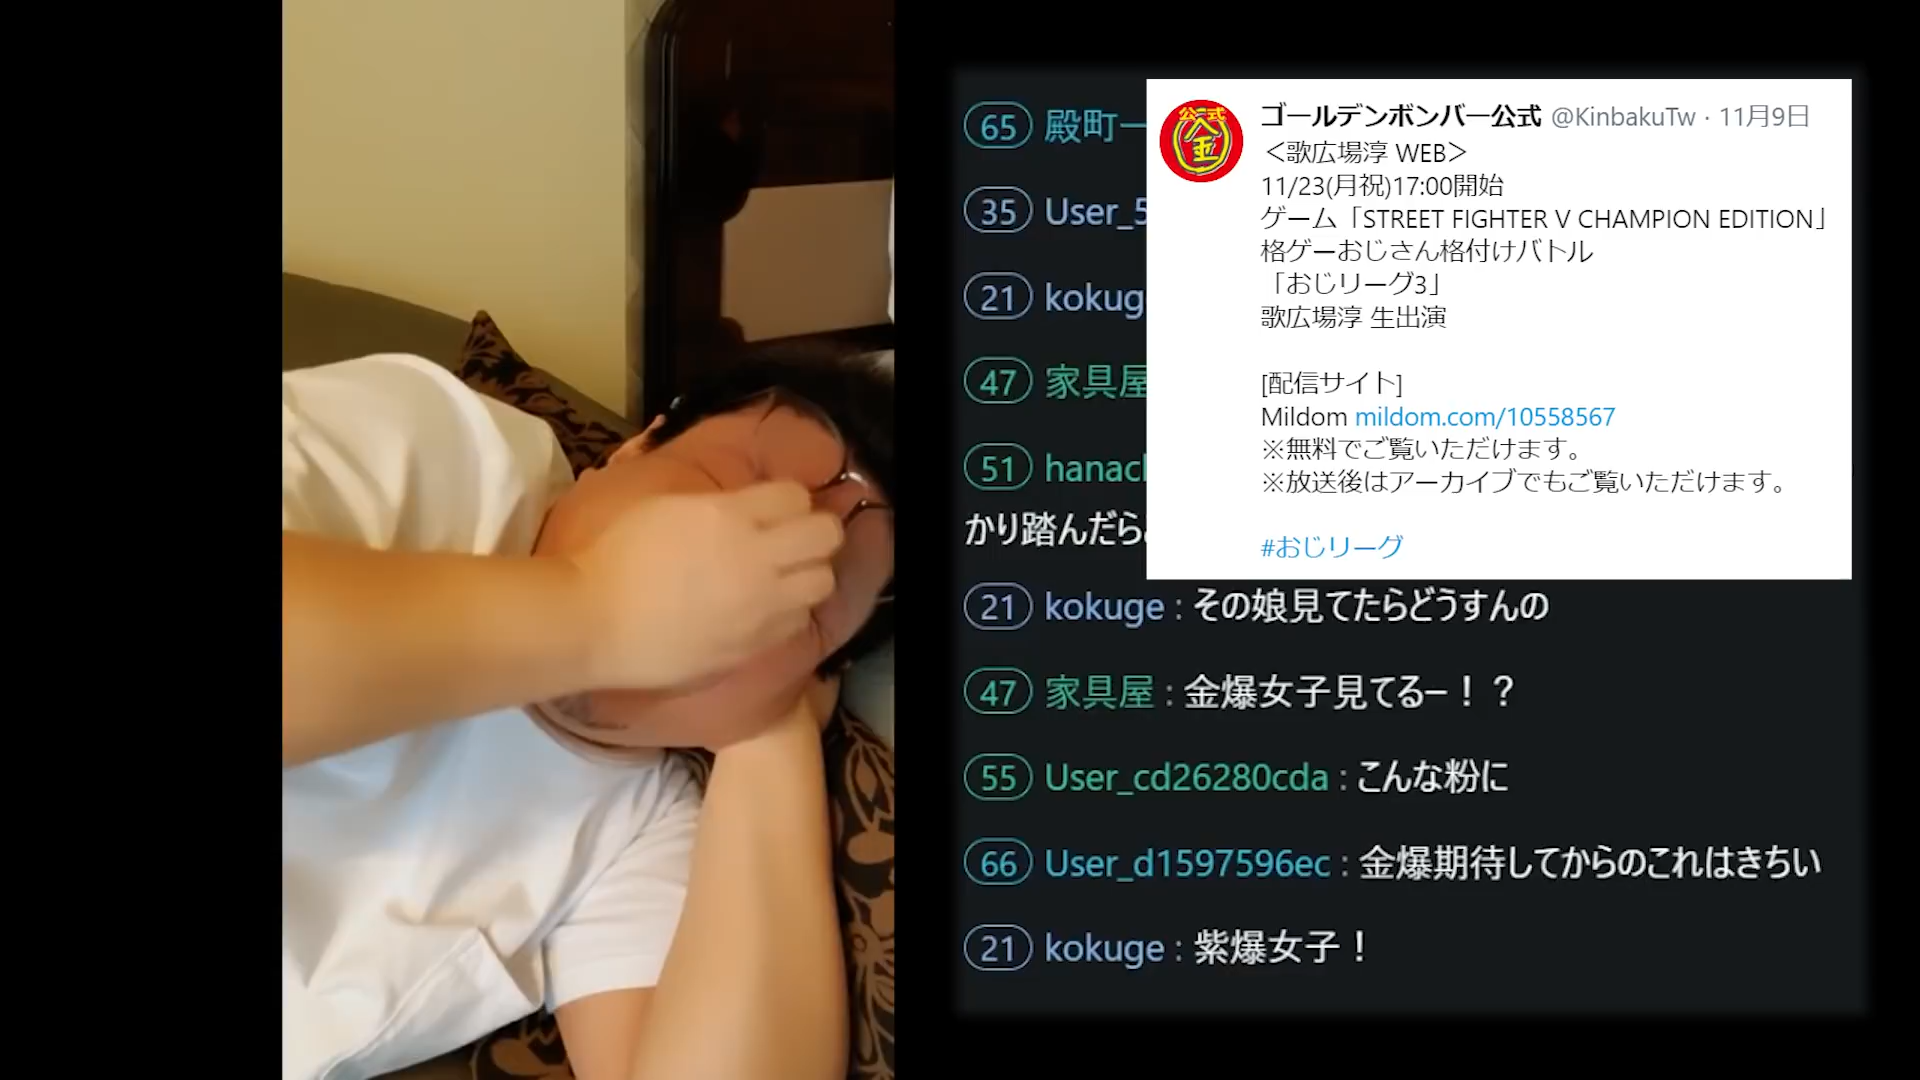 65 殿町一
35 User_5
21 kokug
47 家具屋
51 hanac
かり踏んだら
21 kokuge : その娘見てたらどうすんの
47 家具屋 : 金爆女子見てるー！？
55 User_cd26280cda : こんな粉に
66 User_d1597596ec : 金爆期待してからのこれはきちい
21 kokuge : 紫爆女子！
公式
金
ゴールデンボンバー公式 @KinbakuTw · 11月9日
＜歌広場淳 WEB＞
11/23(月祝)17:00開始
ゲーム「STREET FIGHTER V CHAMPION EDITION」
格ゲーおじさん格付けバトル
「おじリーグ3」
歌広場淳 生出演
[配信サイト]
Mildom mildom.com/10558567
※無料でご覧いただけます。
※放送後はアーカイブでもご覧いただけます。
#おじリーグ